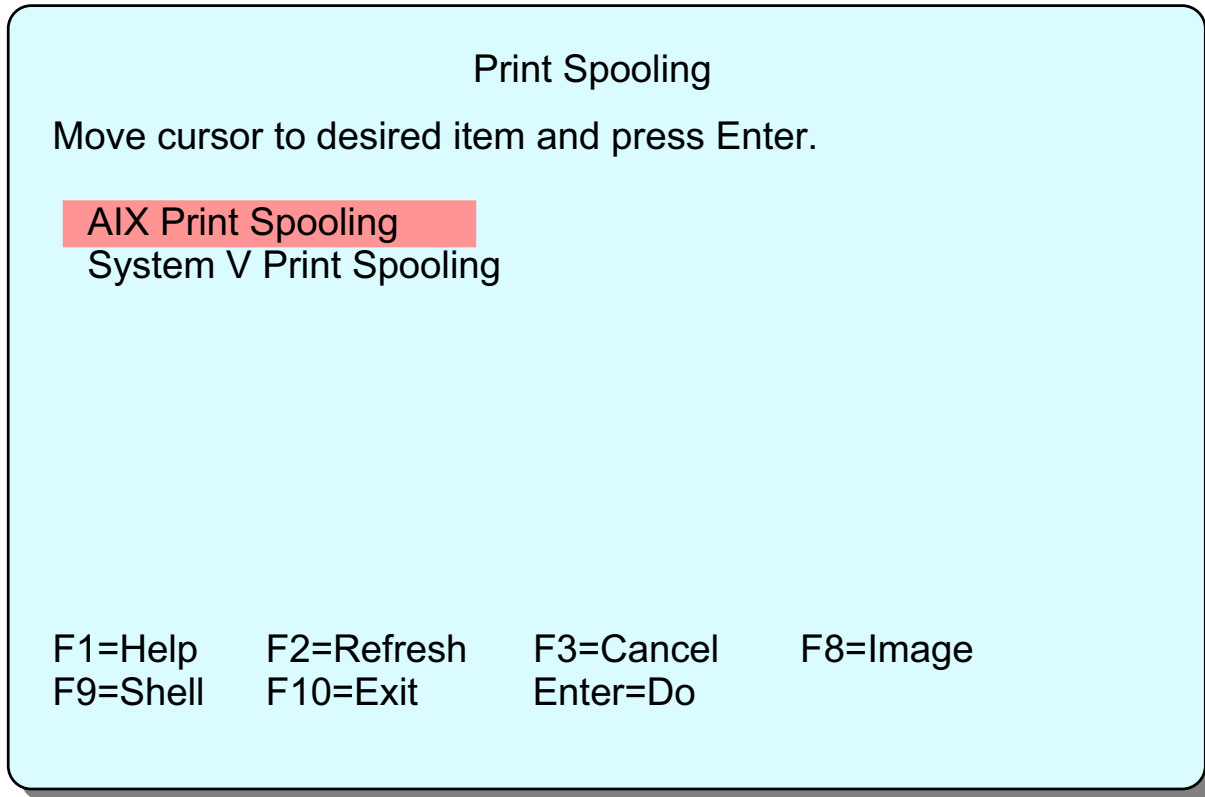 Print Spooling
Move cursor to desired item and press Enter.
AIX Print Spooling
System V Print Spooling
F1=Help F2=Refresh F3=Cancel F8=Image
F9=Shell F10=Exit Enter=Do